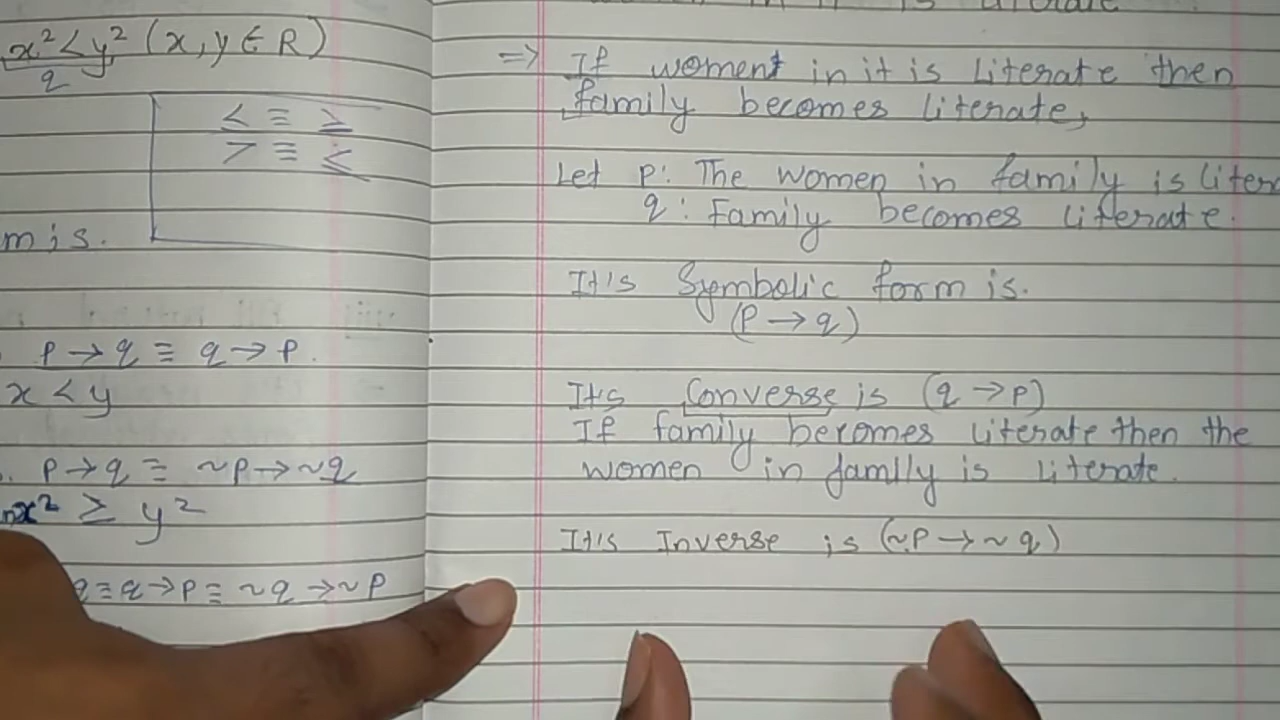 x² < y² (x, y ∈ R)
q
< ≡ ≥
> ≡ ≤
m is.
p → q ≡ q → p.
x < y
p → q ≡ ~p → ~q
x² ≥ y²
q ≡ q → p ≡ ~q → ~p
=> If woment in it is literate then
family becomes literate,
Let p: The women in family is liter
q: Family becomes literate.
It's Symbolic form is.
(p → q)
It's Converse is (q → p)
If family becomes literate then the
women in family is literate.
It's Inverse is (~p → ~q)